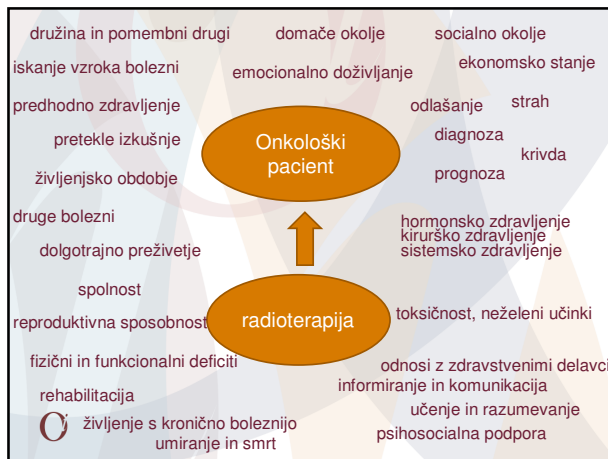 družina in pomembni drugi
domače okolje
socialno okolje
iskanje vzroka bolezni
emocionalno doživljanje
ekonomsko stanje
predhodno zdravljenje
odlašanje
strah
pretekle izkušnje
Onkološki
pacient
diagnoza
krivda
prognoza
življenjsko obdobje
druge bolezni
hormonsko zdravljenje
kirurško zdravljenje
sistemsko zdravljenje
dolgotrajno preživetje
spolnost
reproduktivna sposobnost
radioterapija
toksičnost, neželeni učinki
fizični in funkcionalni deficiti
odnosi z zdravstvenimi delavci
informiranje in komunikacija
rehabilitacija
učenje in razumevanje
življenje s kronično boleznijo
psihosocialna podpora
umiranje in smrt